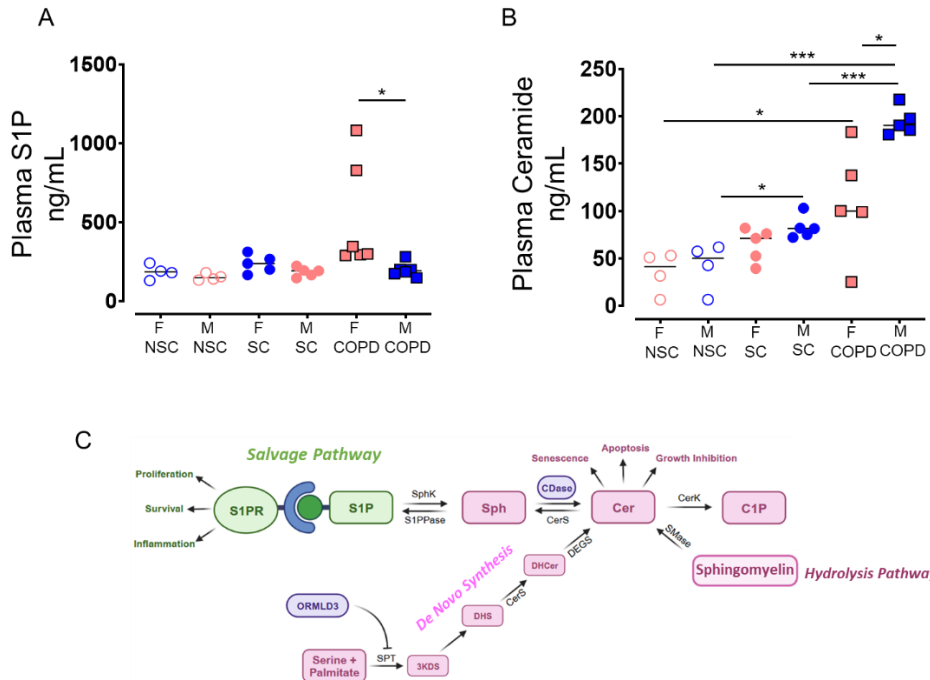 A
Plasma S1P
ng/mL
1500
1000
500
0
*
F M F M F M
NSC NSC SC SC COPD COPD
B
Plasma Ceramide
ng/mL
250
200
150
100
50
0
*
***
***
*
*
F M F M F M
NSC NSC SC SC COPD COPD
C
Salvage Pathway
Proliferation
Survival
Inflammation
S1PR
S1P
SphK
S1PPase
Sph
CDase
CerS
Senescence
Apoptosis
Growth Inhibition
Cer
CerK
C1P
SMase
Sphingomyelin
Hydrolysis Pathway
DEGS
DHCer
CerS
De Novo Synthesis
DHS
ORMLD3
Serine +
Palmitate
SPT
3KDS